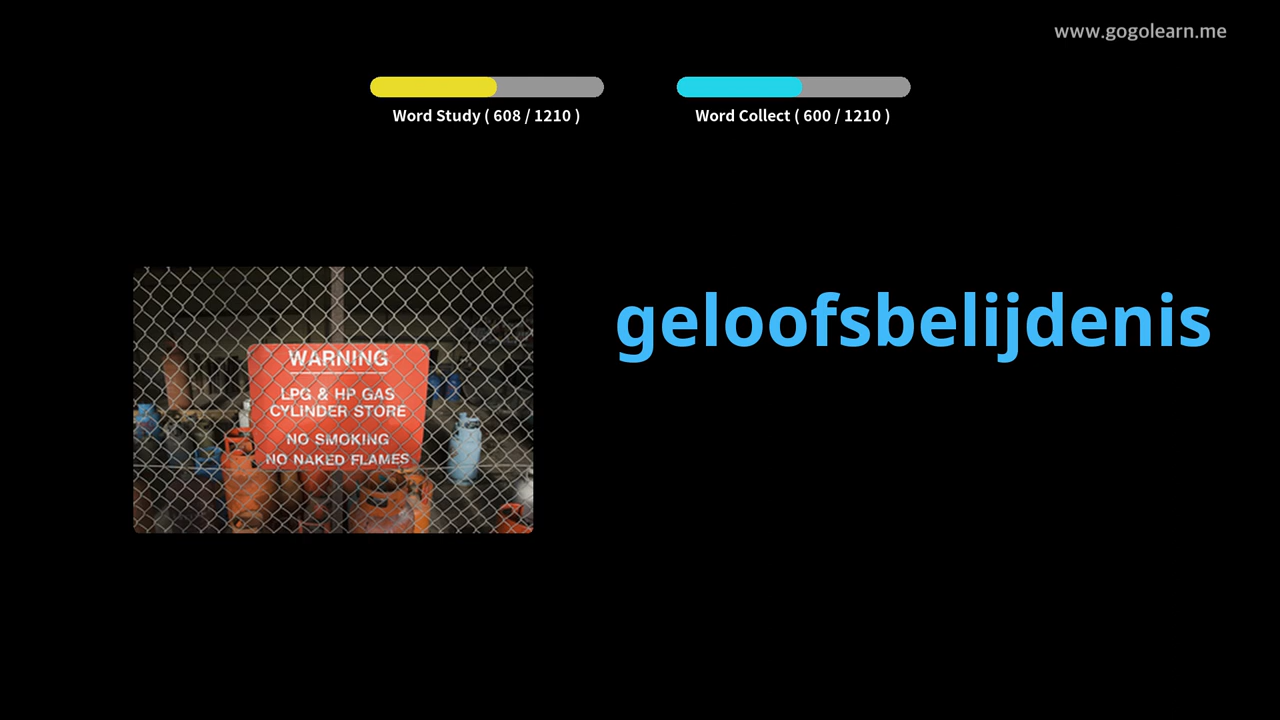 www.gogolearn.me
Word Study ( 608 / 1210 )
Word Collect ( 600 / 1210 )
geloofsbelijdenis
WARNING
LPG & HP GAS
CYLINDER STORE
NO SMOKING
NO NAKED FLAMES